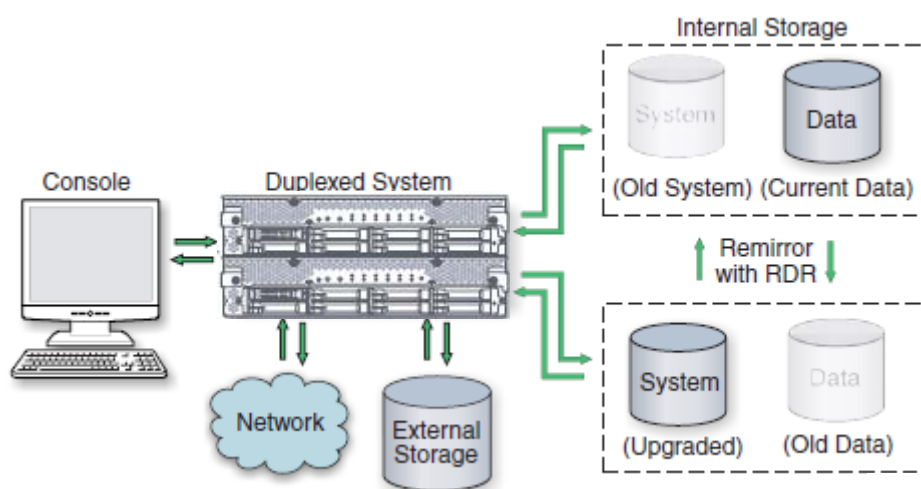 Internal Storage
System
Data
(Old System)
(Current Data)
Console
Duplexed System
Remirror
with RDR
Network
External
Storage
System
Data
(Upgraded)
(Old Data)